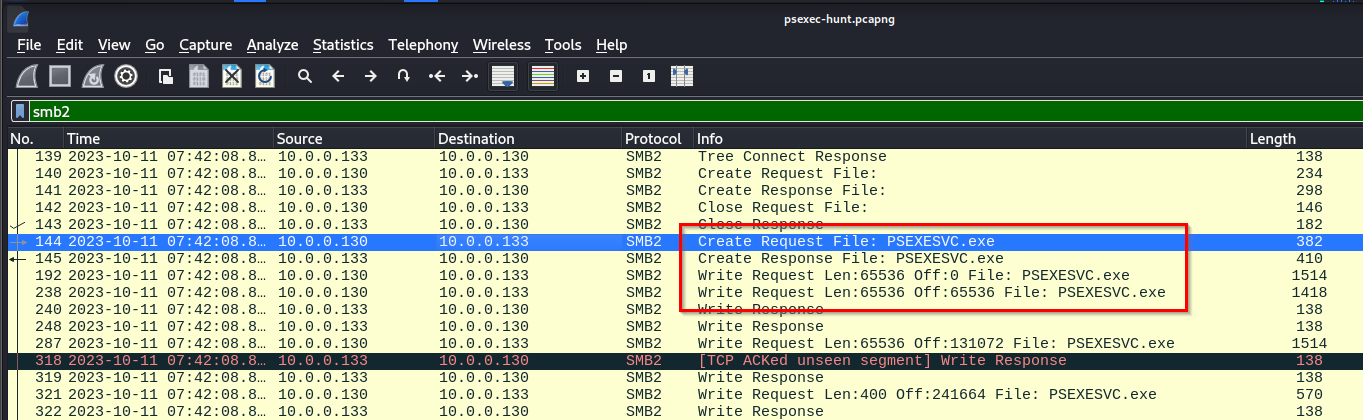 psexec-hunt.pcapng
File Edit View Go Capture Analyze Statistics Telephony Wireless Tools Help
smb2
No. Time Source Destination Protocol Info Length
139 2023-10-11 07:42:08.8… 10.0.0.133 10.0.0.130 SMB2 Tree Connect Response 138
140 2023-10-11 07:42:08.8… 10.0.0.130 10.0.0.133 SMB2 Create Request File: 234
141 2023-10-11 07:42:08.8… 10.0.0.133 10.0.0.130 SMB2 Create Response File: 298
142 2023-10-11 07:42:08.8… 10.0.0.130 10.0.0.133 SMB2 Close Request File: 146
143 2023-10-11 07:42:08.8… 10.0.0.133 10.0.0.130 SMB2 Close Response 182
144 2023-10-11 07:42:08.8… 10.0.0.130 10.0.0.133 SMB2 Create Request File: PSEXESVC.exe 382
145 2023-10-11 07:42:08.8… 10.0.0.133 10.0.0.130 SMB2 Create Response File: PSEXESVC.exe 410
192 2023-10-11 07:42:08.8… 10.0.0.130 10.0.0.133 SMB2 Write Request Len:65536 Off:0 File: PSEXESVC.exe 1514
238 2023-10-11 07:42:08.8… 10.0.0.130 10.0.0.133 SMB2 Write Request Len:65536 Off:65536 File: PSEXESVC.exe 1418
240 2023-10-11 07:42:08.8… 10.0.0.133 10.0.0.130 SMB2 Write Response 138
248 2023-10-11 07:42:08.8… 10.0.0.133 10.0.0.130 SMB2 Write Response 138
287 2023-10-11 07:42:08.8… 10.0.0.130 10.0.0.133 SMB2 Write Request Len:65536 Off:131072 File: PSEXESVC.exe 1514
318 2023-10-11 07:42:08.8… 10.0.0.133 10.0.0.130 SMB2 [TCP ACKed unseen segment] Write Response 138
319 2023-10-11 07:42:08.8… 10.0.0.133 10.0.0.130 SMB2 Write Response 138
321 2023-10-11 07:42:08.8… 10.0.0.130 10.0.0.133 SMB2 Write Request Len:400 Off:241664 File: PSEXESVC.exe 570
322 2023-10-11 07:42:08.8… 10.0.0.133 10.0.0.130 SMB2 Write Response 138